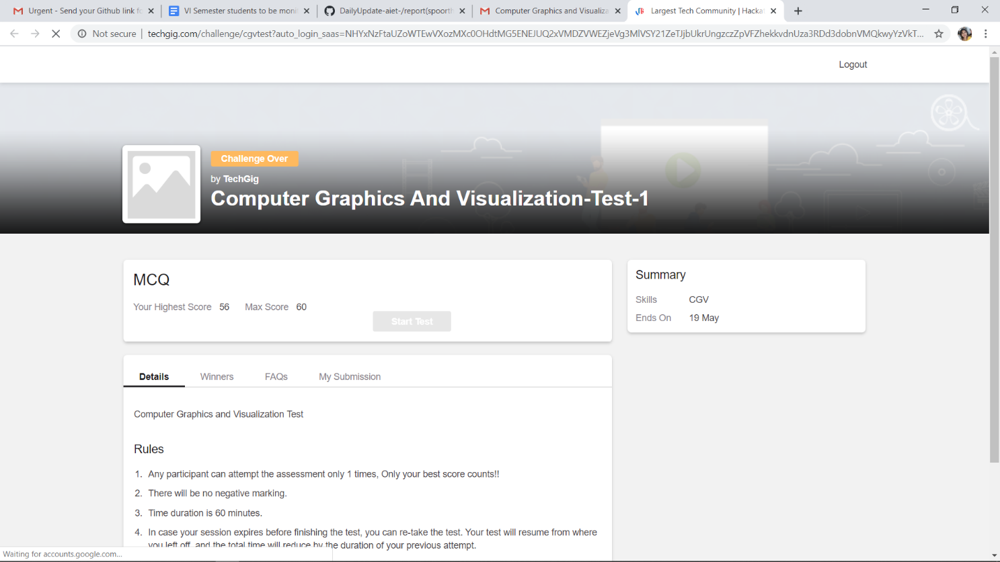 Urgent - Send your Github link fo
VI Semester students to be moni
DailyUpdate-aiet-/report(spoorth
Computer Graphics and Visualiza
Largest Tech Community | Hacka
Not secure
techgig.com/challenge/cgvtest?auto_login_saas=NHYxNzFtaUZoWTEwVXozMXc0OHdtMG5ENEJUQ2xVMDZVWEZjeVg3MlVSY21ZeTJjbUkrUngzczZpVFZhekkvdnUza3RDd3dobnVMQkwyYzVkT...
Logout
Challenge Over
by TechGig
Computer Graphics And Visualization-Test-1
MCQ
Your Highest Score 56 Max Score 60
Start Test
Summary
Skills CGV
Ends On 19 May
Details Winners FAQs My Submission
Computer Graphics and Visualization Test
Rules
1. Any participant can attempt the assessment only 1 times, Only your best score counts!!
2. There will be no negative marking.
3. Time duration is 60 minutes.
4. In case your session expires before finishing the test, you can re-take the test. Your test will resume from where
you left off, and the total time will reduce by the duration of your previous attempt.
Waiting for accounts.google.com...